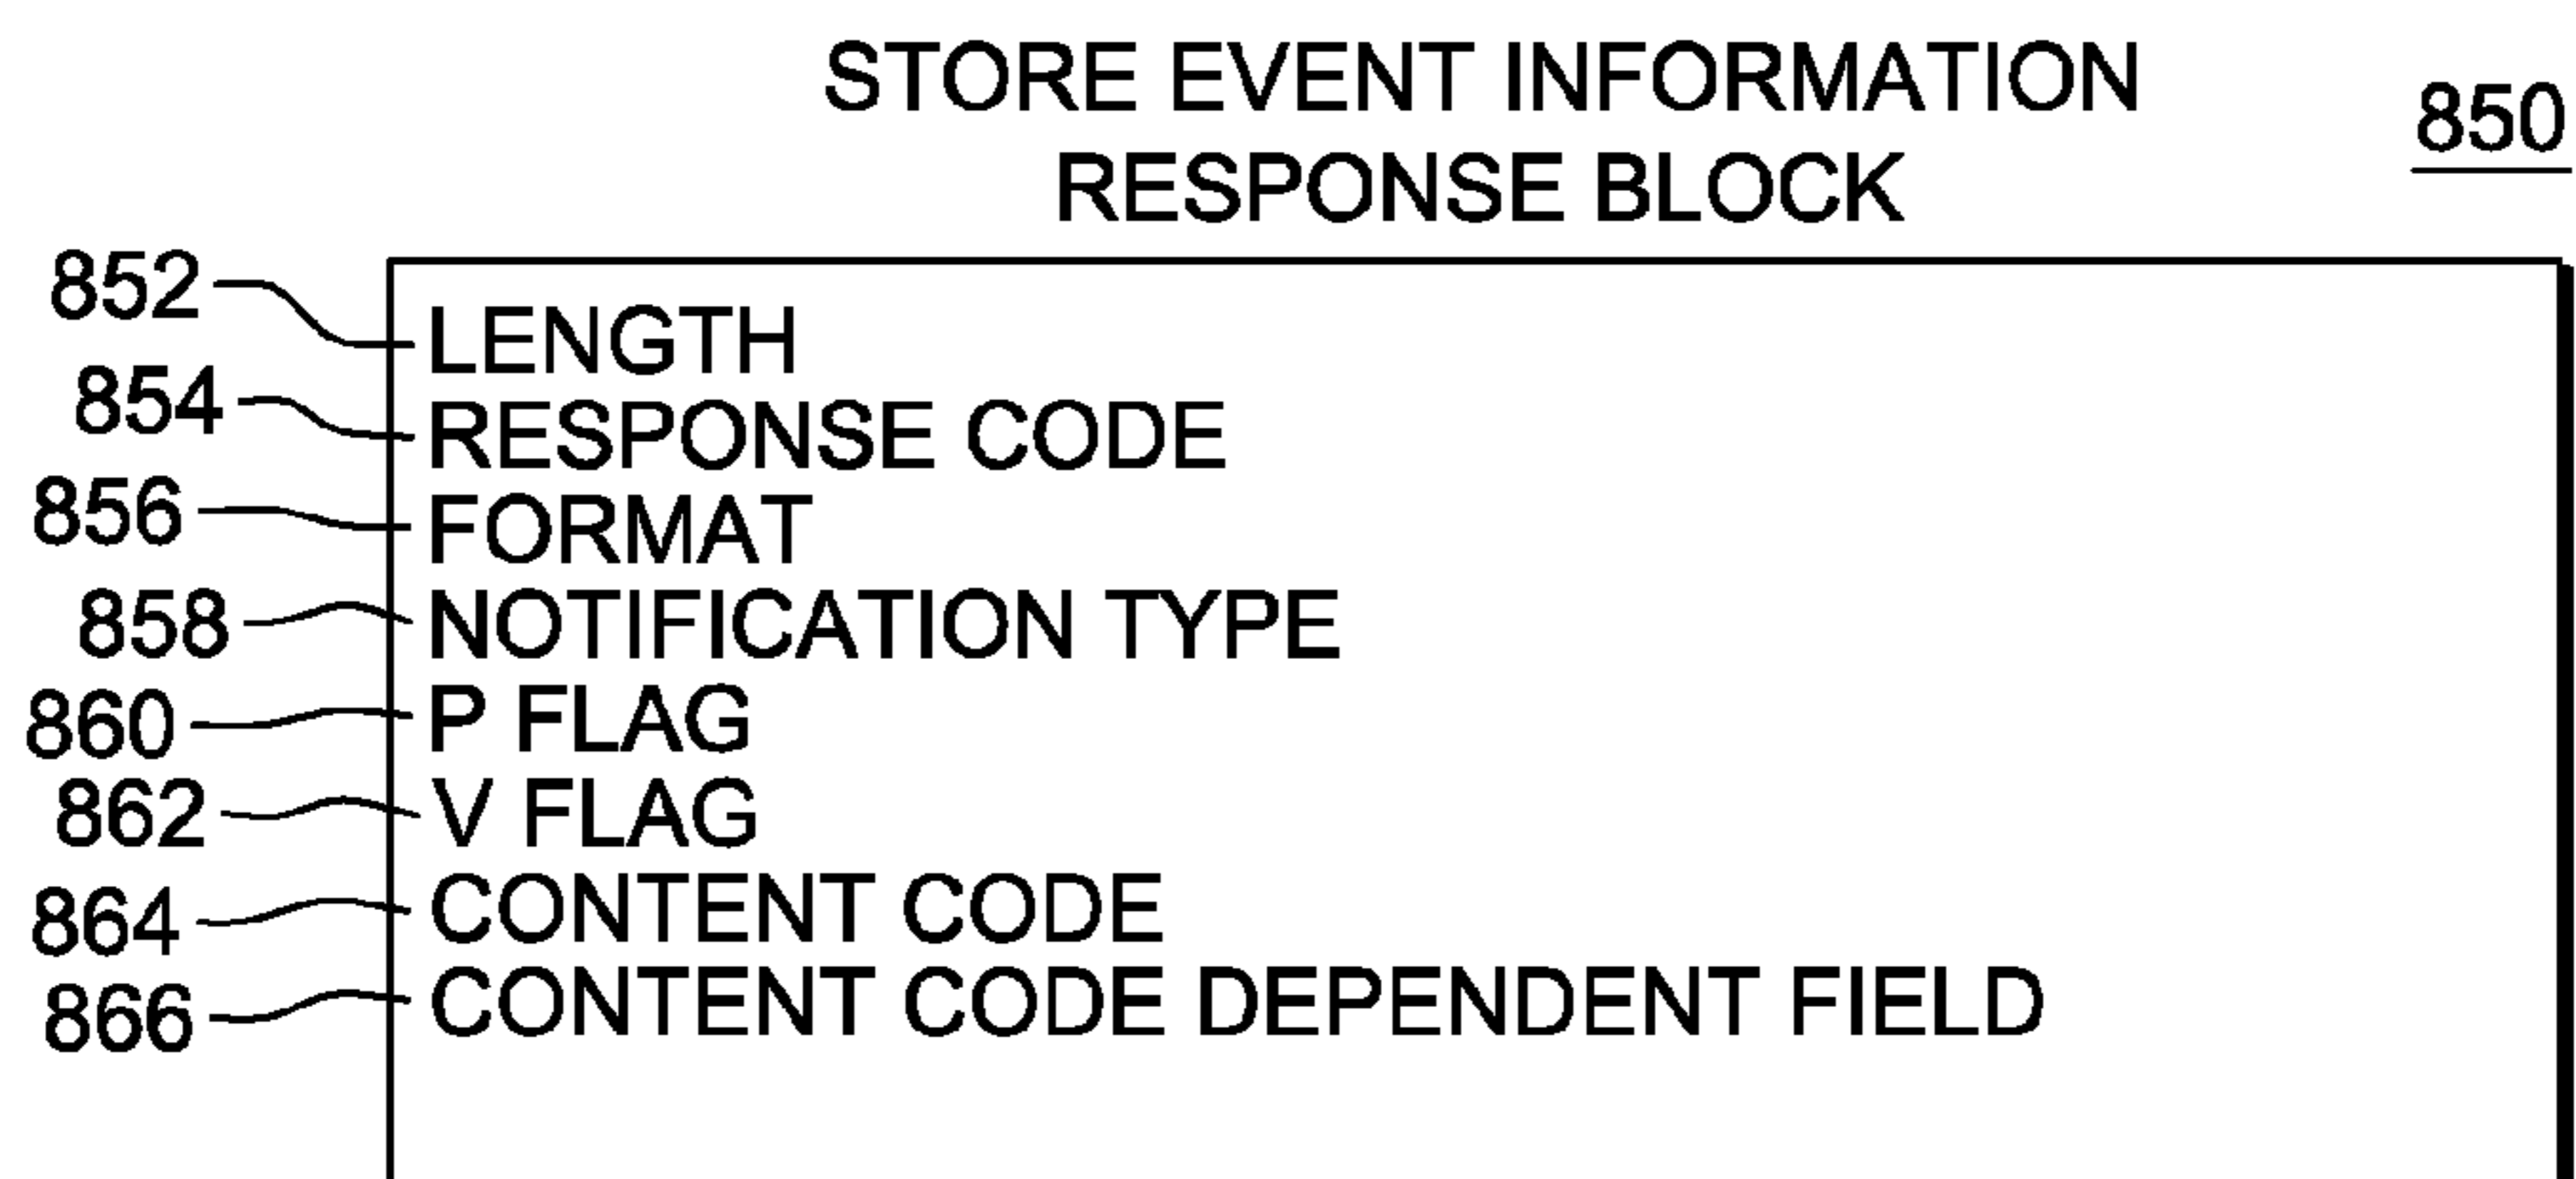 STORE EVENT INFORMATION
RESPONSE BLOCK
850
852 LENGTH
854 RESPONSE CODE
856 FORMAT
858 NOTIFICATION TYPE
860 P FLAG
862 V FLAG
864 CONTENT CODE
866 CONTENT CODE DEPENDENT FIELD